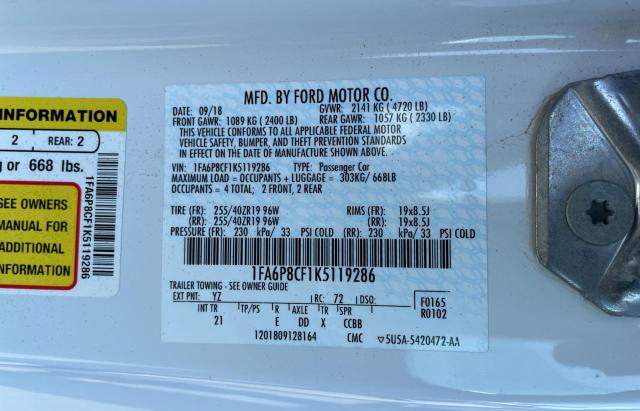 INFORMATION
2 REAR: 2
or 668 lbs.
SEE OWNERS
MANUAL FOR
ADDITIONAL
INFORMATION
1FA6P8CF1K5119286
MFD. BY FORD MOTOR CO.
DATE: 09/18 GVWR: 2141 KG ( 4720 LB)
FRONT GAWR: 1089 KG ( 2400 LB) REAR GAWR: 1057 KG ( 2330 LB)
THIS VEHICLE CONFORMS TO ALL APPLICABLE FEDERAL MOTOR
VEHICLE SAFETY, BUMPER, AND THEFT PREVENTION STANDARDS
IN EFFECT ON THE DATE OF MANUFACTURE SHOWN ABOVE.
VIN: 1FA6P8CF1K5119286 TYPE: Passenger Car
MAXIMUM LOAD = OCCUPANTS + LUGGAGE = 303KG/ 668LB
OCCUPANTS = 4 TOTAL; 2 FRONT, 2 REAR
TIRE (FR): 255/40ZR19 96W RIMS (FR): 19x8.5J
(RR): 255/40ZR19 96W (RR): 19x8.5J
PRESSURE (FR): 230 kPa/ 33 PSI COLD (RR): 230 kPa/ 33 PSI COLD
1FA6P8CF1K5119286
TRAILER TOWING - SEE OWNER GUIDE
EXT PNT: YZ RC: 72 DSO: F0165
R0102
INT TR TP/PS R AXLE TR SPR
21 E DD X CCBB
1201809128164 CMC ▽5U5A-5420472-AA